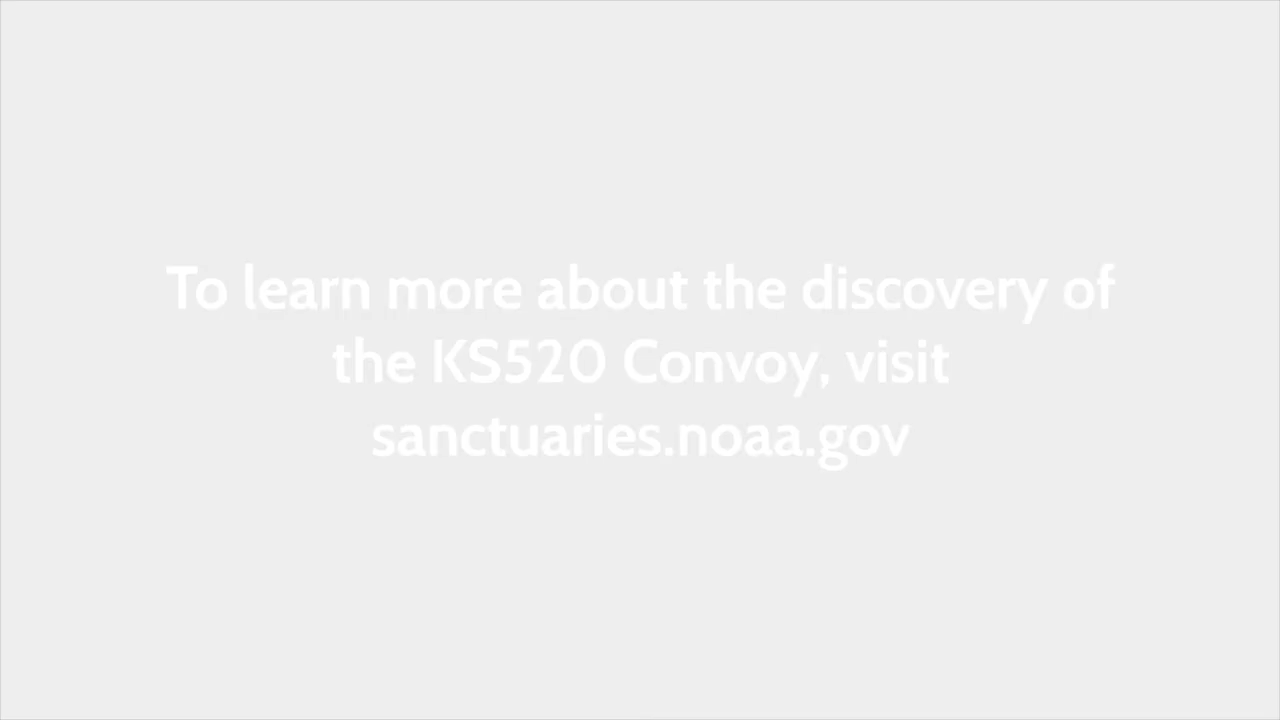 To learn more about the discovery of
the KS520 Convoy, visit
sanctuaries.noaa.gov